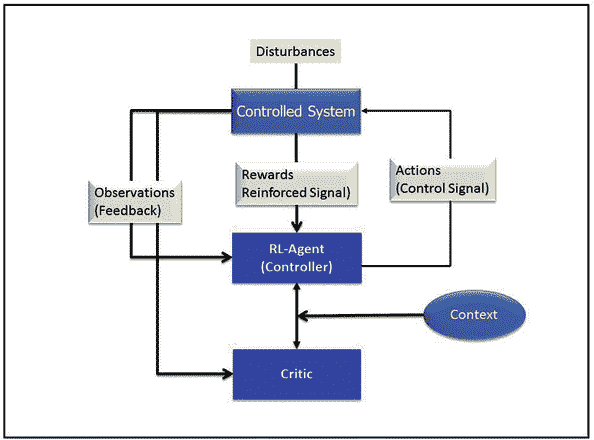 Disturbances
Controlled System
Observations
(Feedback)
Rewards
Reinforced Signal)
Actions
(Control Signal)
RL-Agent
(Controller)
Context
Critic